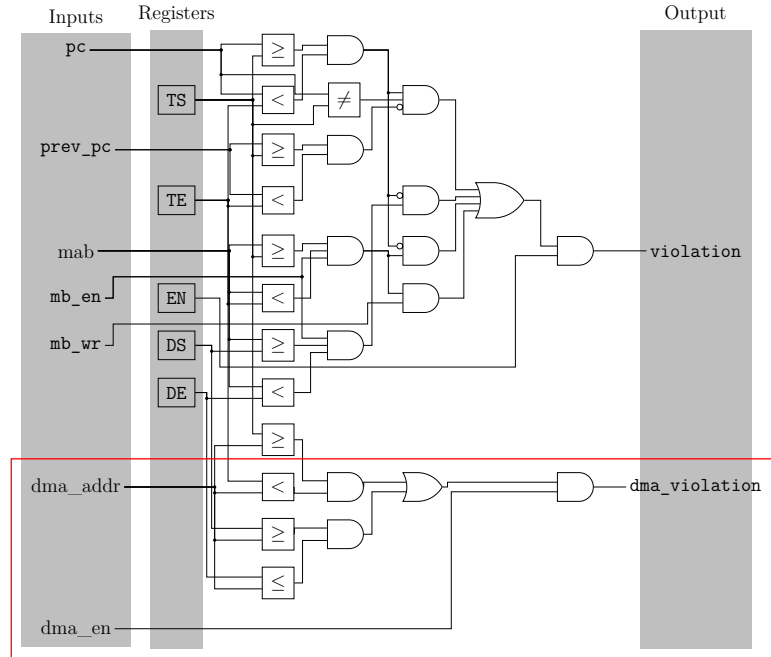 Inputs Registers Output
pc
≥
<
≠
TS
prev_pc
≥
<
TE
mab
≥
violation
mb_en
EN
<
mb_wr
DS
≥
DE
<
≥
dma_addr
<
dma_violation
≥
≤
dma_en